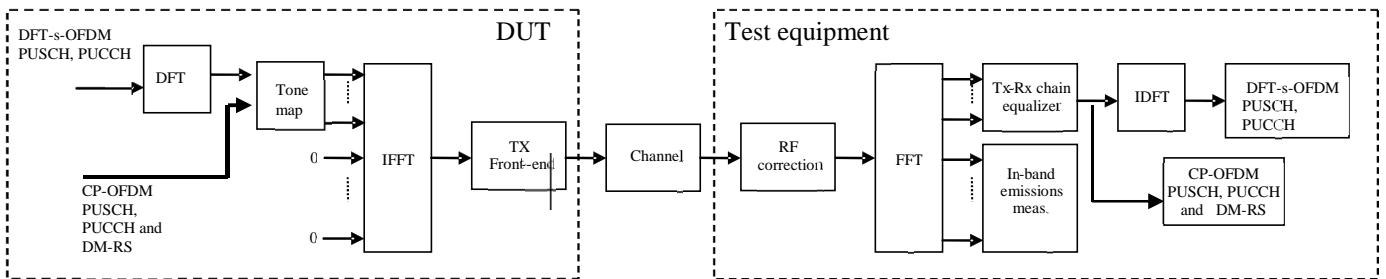 DUT
Test equipment
DFT-s-OFDM
PUSCH, PUCCH
DFT
Tone
map
0
0
CP-OFDM
PUSCH,
PUCCH and
DM-RS
IFFT
TX
Front-end
Channel
RF
correction
FFT
Tx-Rx chain
equalizer
In-band
emissions
meas.
IDFT
DFT-s-OFDM
PUSCH,
PUCCH
CP-OFDM
PUSCH, PUCCH
and DM-RS